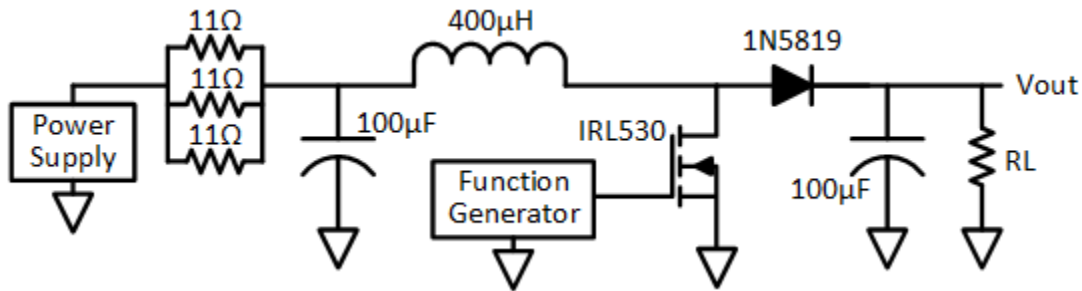 11Ω
11Ω
11Ω
400µH
1N5819
Vout
Power
Supply
100µF
IRL530
Function
Generator
100µF
RL